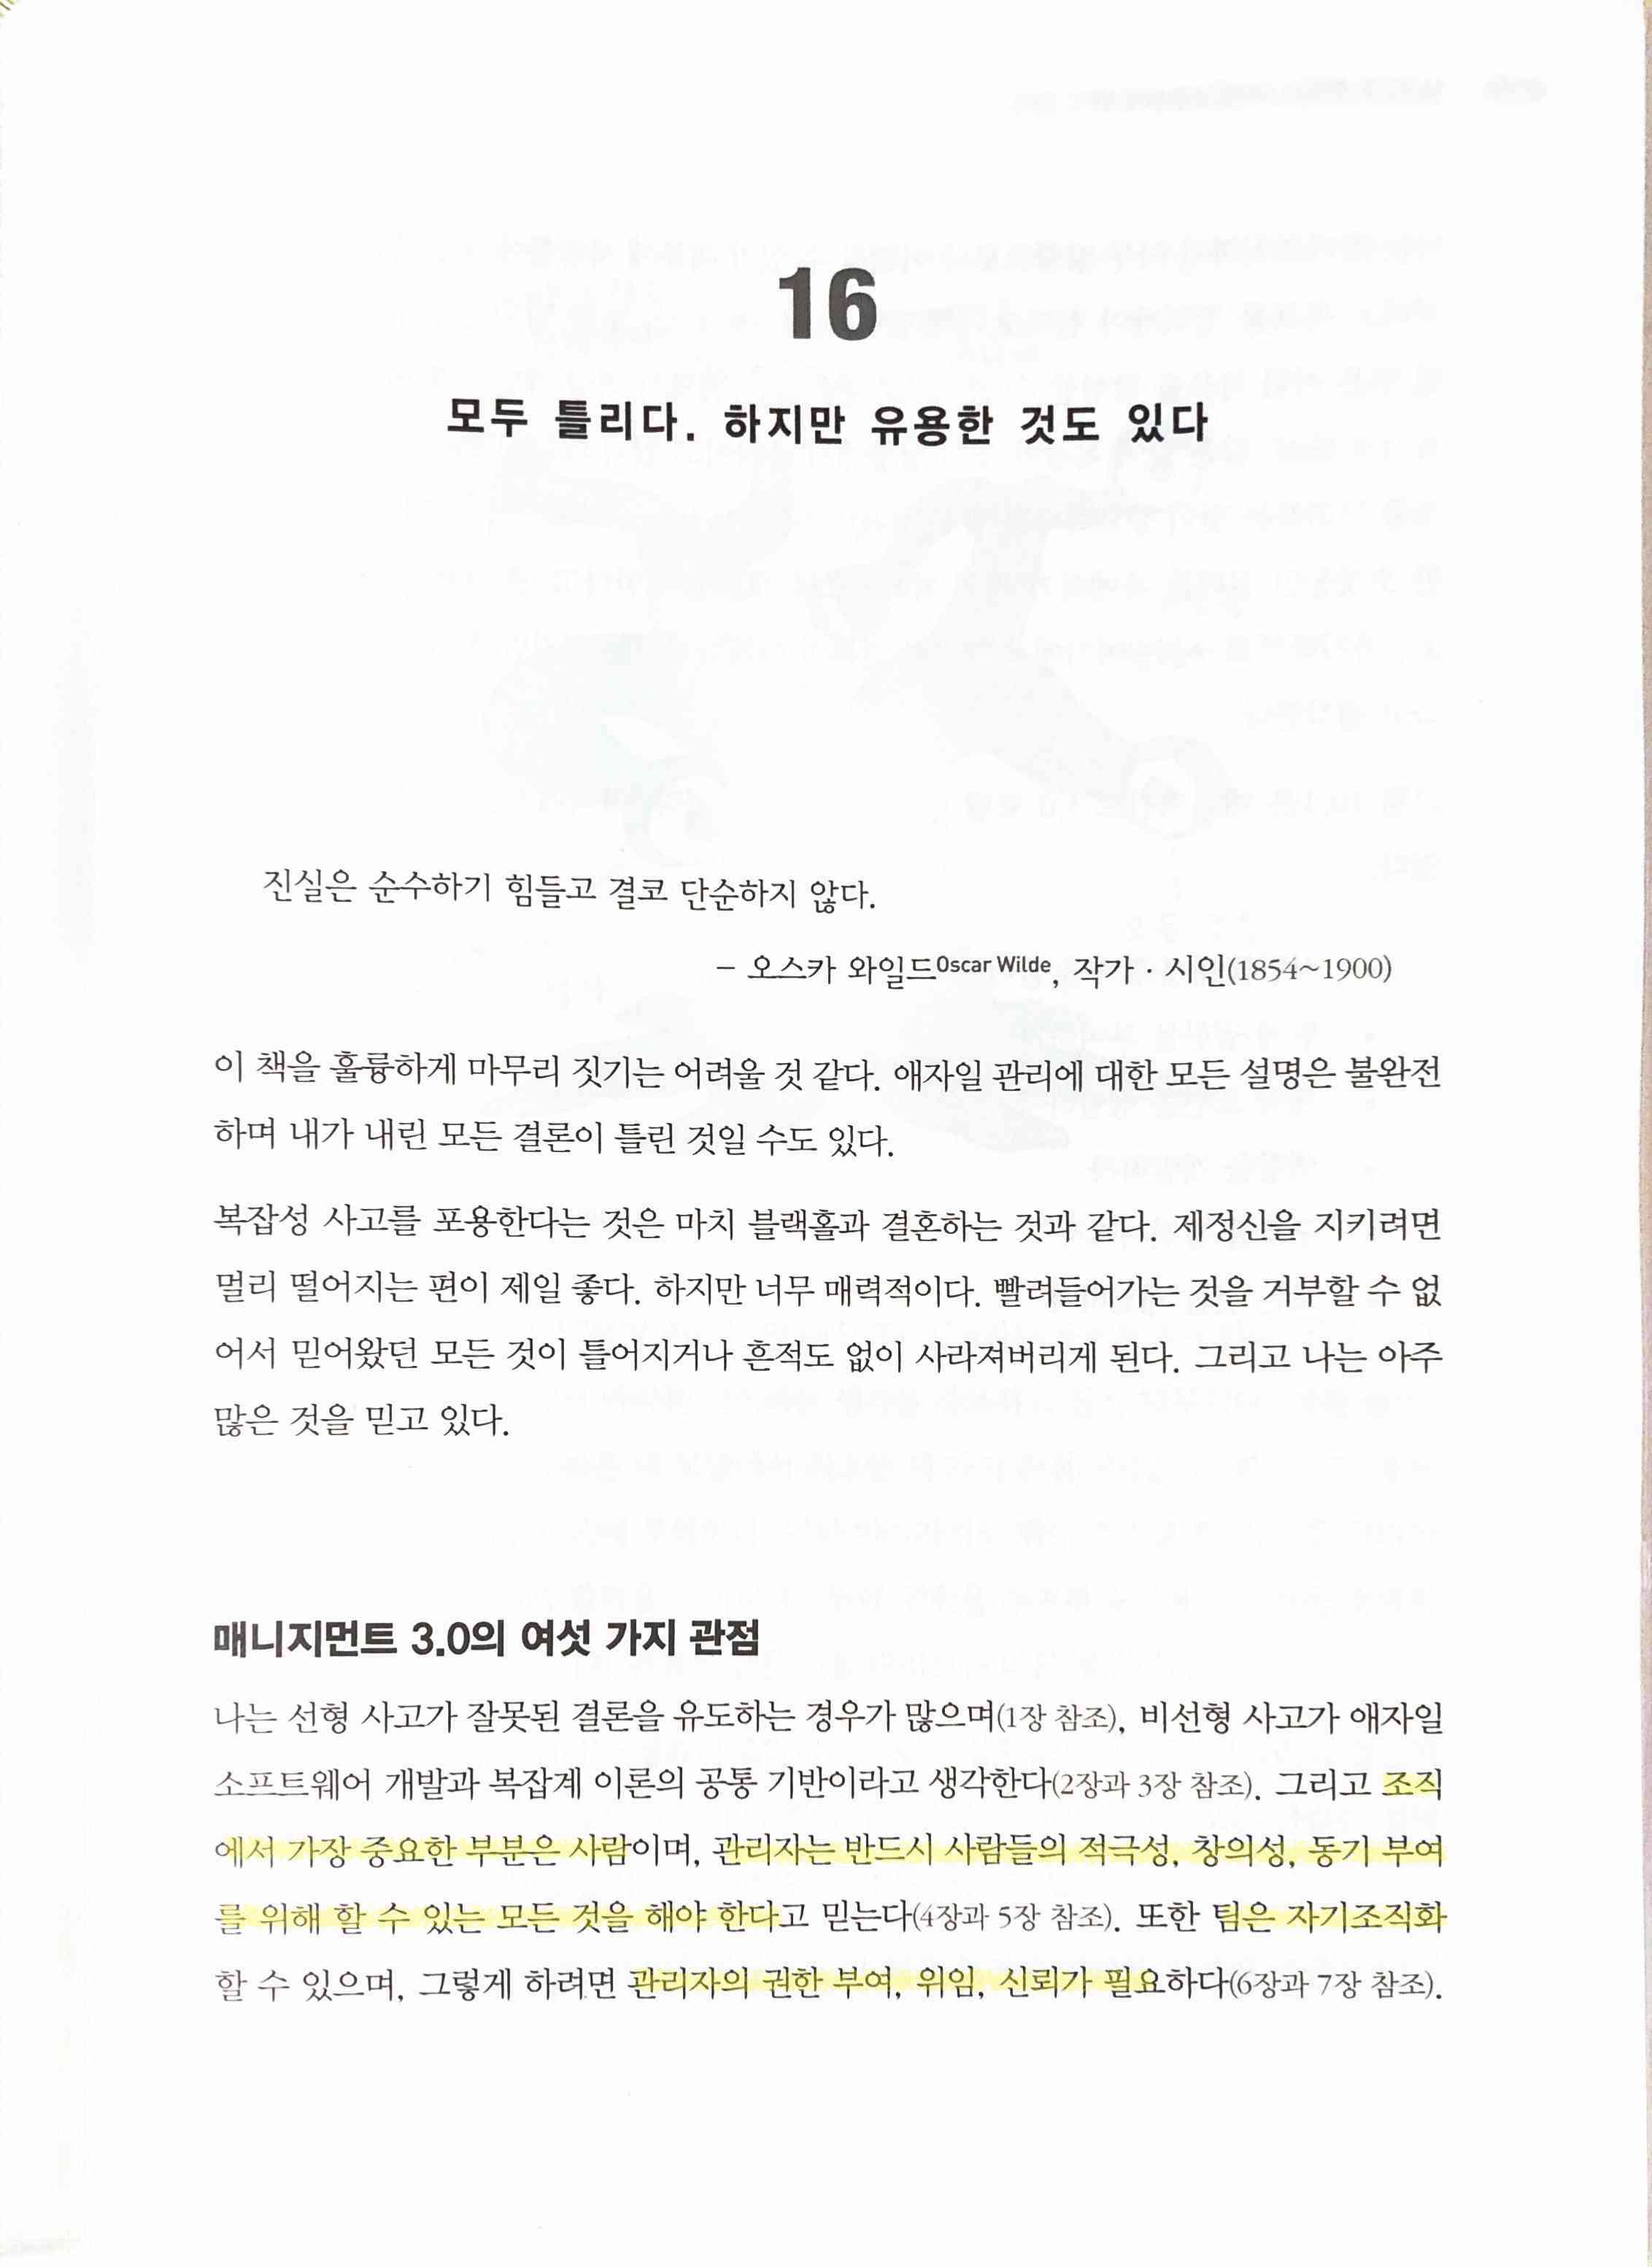 16
모두 틀리다. 하지만 유용한 것도 있다
진실은 순수하기 힘들고 결코 단순하지 않다.
– 오스카 와일드Oscar Wilde, 작가 · 시인(1854~1900)
이 책을 훌륭하게 마무리 짓기는 어려울 것 같다. 애자일 관리에 대한 모든 설명은 불완전
하며 내가 내린 모든 결론이 틀린 것일 수도 있다.
복잡성 사고를 포용한다는 것은 마치 블랙홀과 결혼하는 것과 같다. 제정신을 지키려면
멀리 떨어지는 편이 제일 좋다. 하지만 너무 매력적이다. 빨려들어가는 것을 거부할 수 없
어서 믿어왔던 모든 것이 틀어지거나 흔적도 없이 사라져버리게 된다. 그리고 나는 아주
많은 것을 믿고 있다.
매니지먼트 3.0의 여섯 가지 관점
나는 선형 사고가 잘못된 결론을 유도하는 경우가 많으며(1장 참조), 비선형 사고가 애자일
소프트웨어 개발과 복잡계 이론의 공통 기반이라고 생각한다(2장과 3장 참조). 그리고 조직
에서 가장 중요한 부분은 사람이며, 관리자는 반드시 사람들의 적극성, 창의성, 동기 부여
를 위해 할 수 있는 모든 것을 해야 한다고 믿는다(4장과 5장 참조). 또한 팀은 자기조직화
할 수 있으며, 그렇게 하려면 관리자의 권한 부여, 위임, 신뢰가 필요하다(6장과 7장 참조).